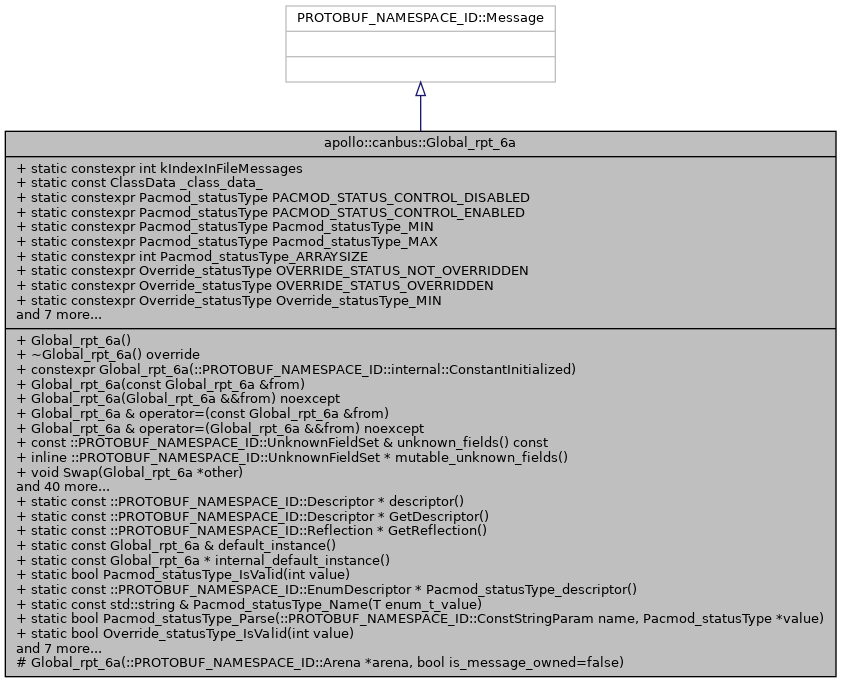 PROTOBUF_NAMESPACE_ID::Message
apollo::canbus::Global_rpt_6a
+ static constexpr int kIndexInFileMessages
+ static const ClassData _class_data_
+ static constexpr Pacmod_statusType PACMOD_STATUS_CONTROL_DISABLED
+ static constexpr Pacmod_statusType PACMOD_STATUS_CONTROL_ENABLED
+ static constexpr Pacmod_statusType Pacmod_statusType_MIN
+ static constexpr Pacmod_statusType Pacmod_statusType_MAX
+ static constexpr int Pacmod_statusType_ARRAYSIZE
+ static constexpr Override_statusType OVERRIDE_STATUS_NOT_OVERRIDDEN
+ static constexpr Override_statusType OVERRIDE_STATUS_OVERRIDDEN
+ static constexpr Override_statusType Override_statusType_MIN
and 7 more...
+ Global_rpt_6a()
+ ~Global_rpt_6a() override
+ constexpr Global_rpt_6a(::PROTOBUF_NAMESPACE_ID::internal::ConstantInitialized)
+ Global_rpt_6a(const Global_rpt_6a &from)
+ Global_rpt_6a(Global_rpt_6a &&from) noexcept
+ Global_rpt_6a & operator=(const Global_rpt_6a &from)
+ Global_rpt_6a & operator=(Global_rpt_6a &&from) noexcept
+ const ::PROTOBUF_NAMESPACE_ID::UnknownFieldSet & unknown_fields() const
+ inline ::PROTOBUF_NAMESPACE_ID::UnknownFieldSet * mutable_unknown_fields()
+ void Swap(Global_rpt_6a *other)
and 40 more...
+ static const ::PROTOBUF_NAMESPACE_ID::Descriptor * descriptor()
+ static const ::PROTOBUF_NAMESPACE_ID::Descriptor * GetDescriptor()
+ static const ::PROTOBUF_NAMESPACE_ID::Reflection * GetReflection()
+ static const Global_rpt_6a & default_instance()
+ static const Global_rpt_6a * internal_default_instance()
+ static bool Pacmod_statusType_IsValid(int value)
+ static const ::PROTOBUF_NAMESPACE_ID::EnumDescriptor * Pacmod_statusType_descriptor()
+ static const std::string & Pacmod_statusType_Name(T enum_t_value)
+ static bool Pacmod_statusType_Parse(::PROTOBUF_NAMESPACE_ID::ConstStringParam name, Pacmod_statusType *value)
+ static bool Override_statusType_IsValid(int value)
and 7 more...
# Global_rpt_6a(::PROTOBUF_NAMESPACE_ID::Arena *arena, bool is_message_owned=false)